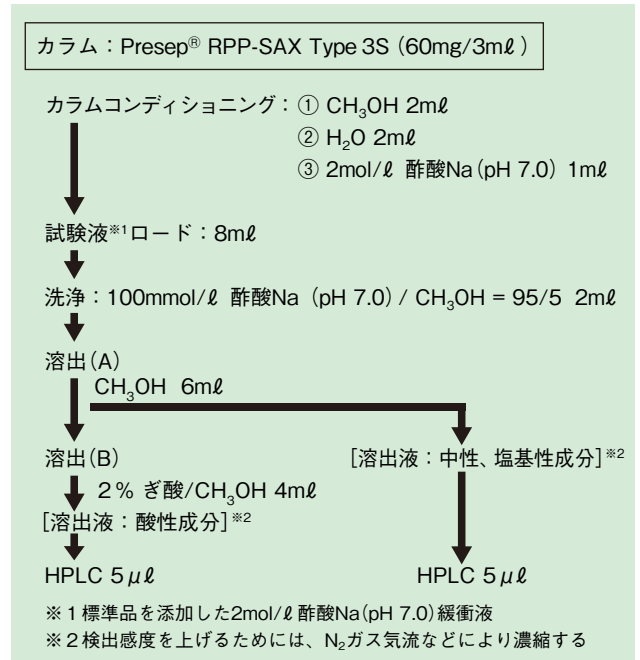 カラム：Presep® RPP-SAX Type 3S（60mg/3mℓ）
カラムコンディショニング：① CH₃OH 2mℓ
② H₂O 2mℓ
③ 2mol/ℓ 酢酸Na（pH 7.0）1mℓ
試験液※1ロード：8mℓ
洗浄：100mmol/ℓ 酢酸Na（pH 7.0）/ CH₃OH = 95/5 2mℓ
溶出（A）
CH₃OH 6mℓ
溶出（B）
[溶出液：中性、塩基性成分]※2
2% ぎ酸/CH₃OH 4mℓ
[溶出液：酸性成分]※2
HPLC 5μℓ
HPLC 5μℓ
※1標準品を添加した2mol/ℓ 酢酸Na（pH 7.0）緩衝液
※2検出感度を上げるためには、N₂ガス気流などにより濃縮する